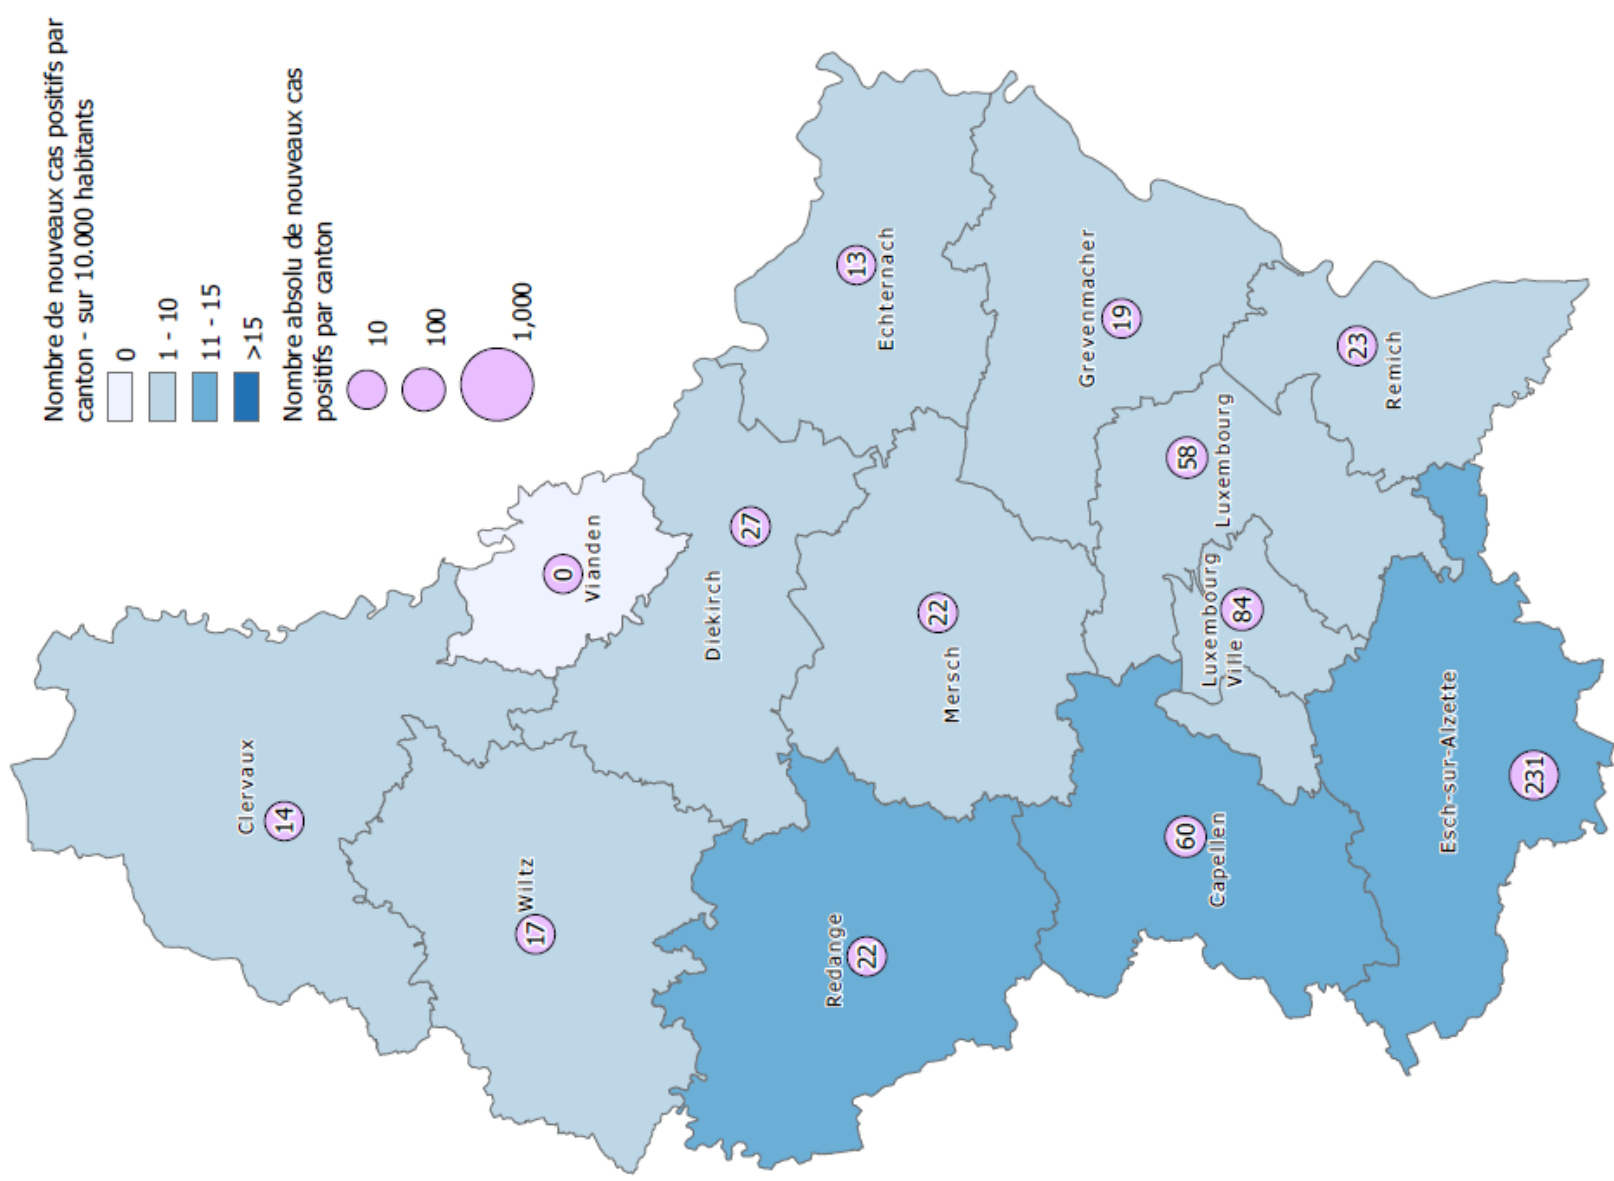 Nombre de nouveaux cas positifs par
canton - sur 10.000 habitants
0
1 - 10
11 - 15
>15
Nombre absolu de nouveaux cas
positifs par canton
10
100
1,000
Clervaux
14
17
Wiltz
0
Vianden
Diekirch
27
Redange
22
Mersch
22
13
Echternach
Grevenmacher
19
60
Capellen
Luxembourg
Ville
84
58
Luxembourg
23
Remich
Esch-sur-Alzette
231